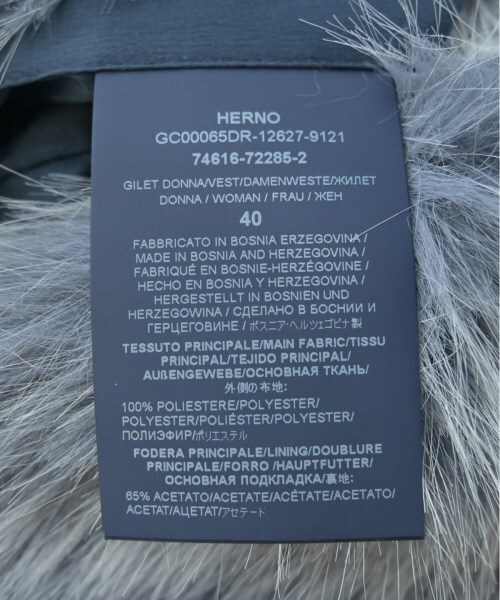 HERNO
GC00065DR-12627-9121
74616-72285-2
GILET DONNA/VEST/DAMENWESTE/ЖИЛЕТ
DONNA / WOMAN / FRAU / ЖЕН
40
FABBRICATO IN BOSNIA ERZEGOVINA /
MADE IN BOSNIA AND HERZEGOVINA /
FABRIQUÉ EN BOSNIE-HERZÉGOVINE /
HECHO EN BOSNIA Y HERZEGOVINA /
HERGESTELLT IN BOSNIEN UND
HERZEGOWINA / СДЕЛАНО В БОСНИИ И
ГЕРЦЕГОВИНЕ / ボスニア・ヘルツェゴビナ製
TESSUTO PRINCIPALE/MAIN FABRIC/TISSU
PRINCIPAL/TEJIDO PRINCIPAL/
AUßENGEWEBE/ОСНОВНАЯ ТКАНЬ/
外側の布地:
100% POLIESTERE/POLYESTER/
POLYESTER/POLIÉSTER/POLYESTER/
ПОЛИЭФИР/ポリエステル
FODERA PRINCIPALE/LINING/DOUBLURE
PRINCIPALE/FORRO /HAUPTFUTTER/
ОСНОВНАЯ ПОДКЛАДКА/裏地:
65% ACETATO/ACETATE/ACÉTATE/ACETATO/
ACETAT/АЦЕТАТ/アセテート